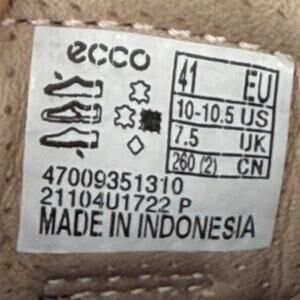 ecco
41 EU
10-10.5 US
7.5 UK
260 (2) CN
47009351310
21104U1722 P
MADE IN INDONESIA